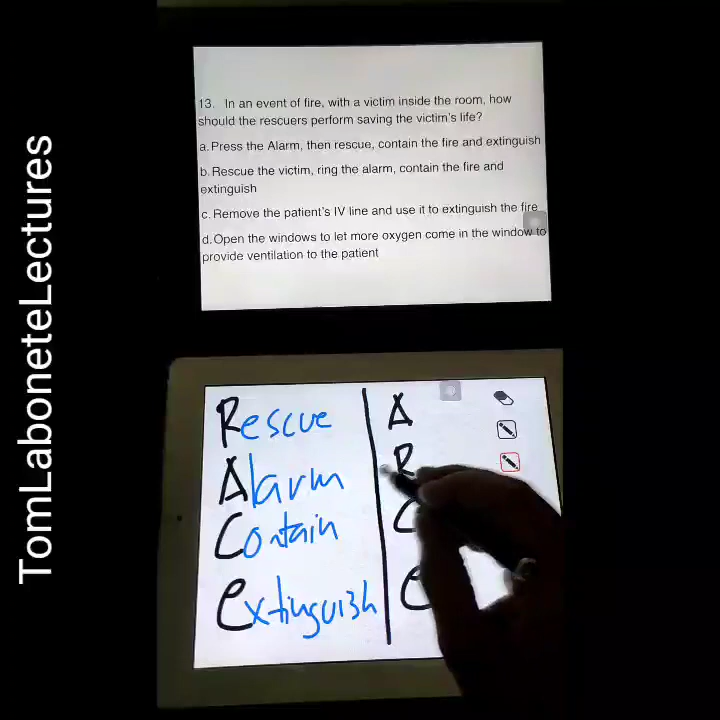 TomLaboneteLectures
13. In an event of fire, with a victim inside the room, how
should the rescuers perform saving the victim's life?
a. Press the Alarm, then rescue, contain the fire and extinguish
b. Rescue the victim, ring the alarm, contain the fire and
extinguish
c. Remove the patient's IV line and use it to extinguish the fire
d. Open the windows to let more oxygen come in the window to
provide ventilation to the patient
Rescue
Alarm
Contain
Extinguish
A
R
C
e